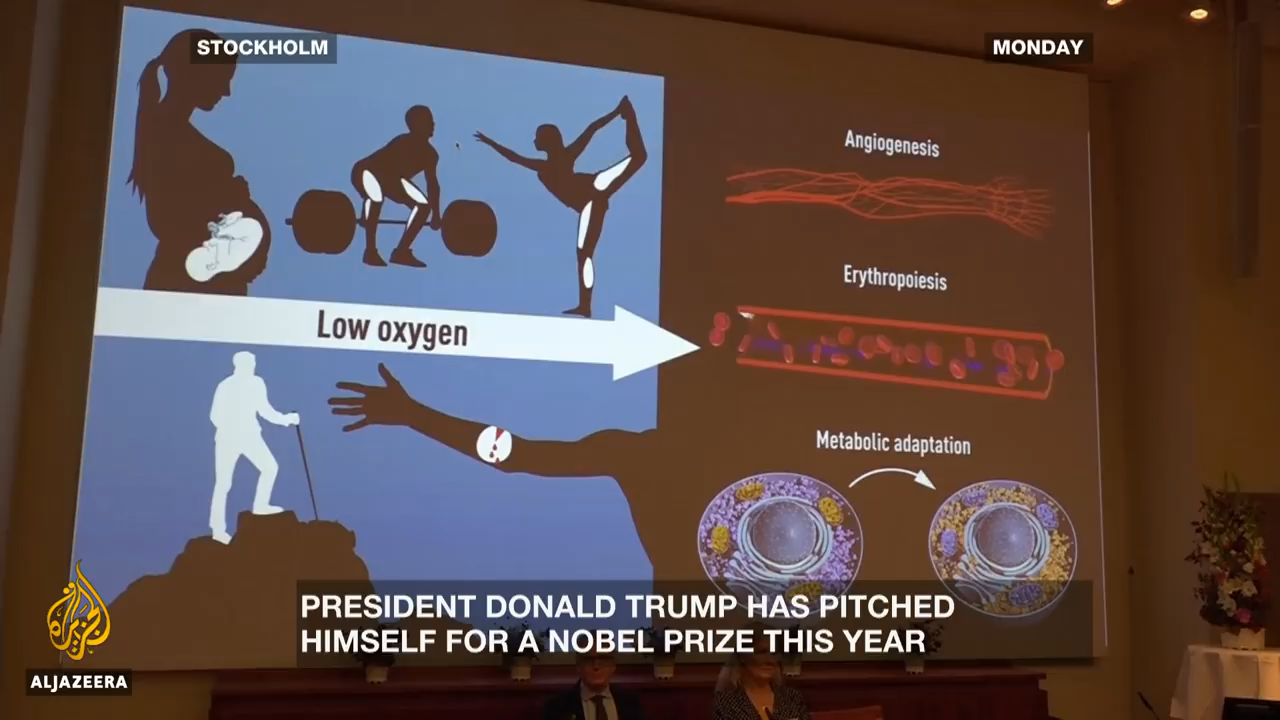 STOCKHOLM
MONDAY
Angiogenesis
Erythropoiesis
Low oxygen
Metabolic adaptation
PRESIDENT DONALD TRUMP HAS PITCHED
HIMSELF FOR A NOBEL PRIZE THIS YEAR
ALJAZEERA